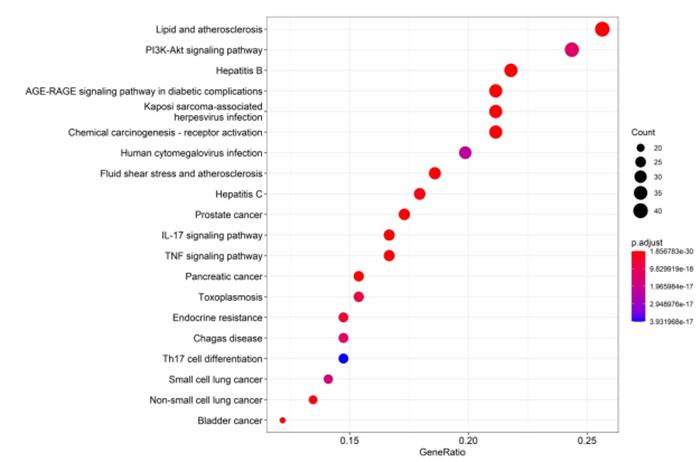 Lipid and atherosclerosis
PI3K-Akt signaling pathway
Hepatitis B
AGE-RAGE signaling pathway in diabetic complications
Kaposi sarcoma-associated
herpesvirus infection
Chemical carcinogenesis - receptor activation
Human cytomegalovirus infection
Fluid shear stress and atherosclerosis
Hepatitis C
Prostate cancer
IL-17 signaling pathway
TNF signaling pathway
Pancreatic cancer
Toxoplasmosis
Endocrine resistance
Chagas disease
Th17 cell differentiation
Small cell lung cancer
Non-small cell lung cancer
Bladder cancer
0.15 0.20 0.25
GeneRatio
Count
20
25
30
35
40
p.adjust
1.856783e-30
9.829919e-18
1.965984e-17
2.948976e-17
3.931968e-17